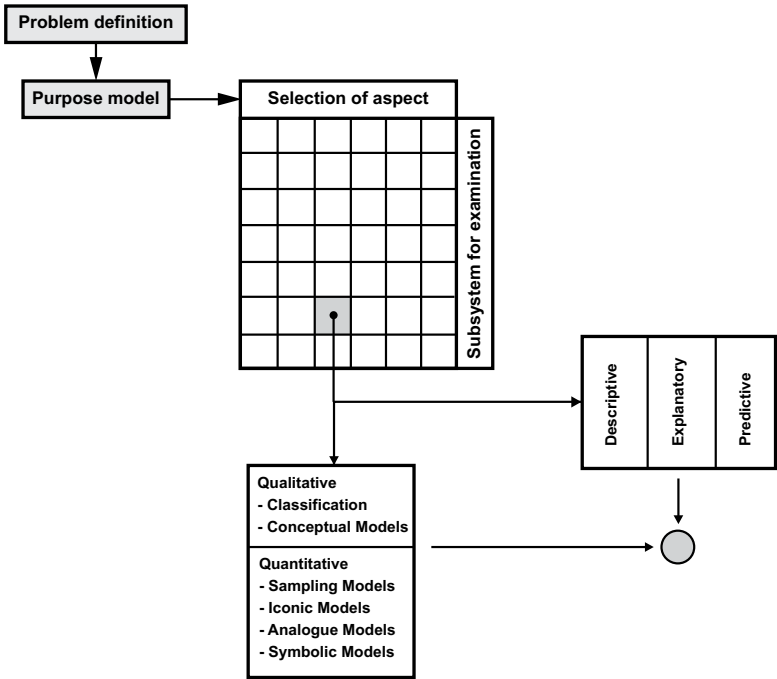 Problem definition
Purpose model
Selection of aspect
Subsystem for examination
Descriptive
Explanatory
Predictive
Qualitative
- Classification
- Conceptual Models
Quantitative
- Sampling Models
- Iconic Models
- Analogue Models
- Symbolic Models